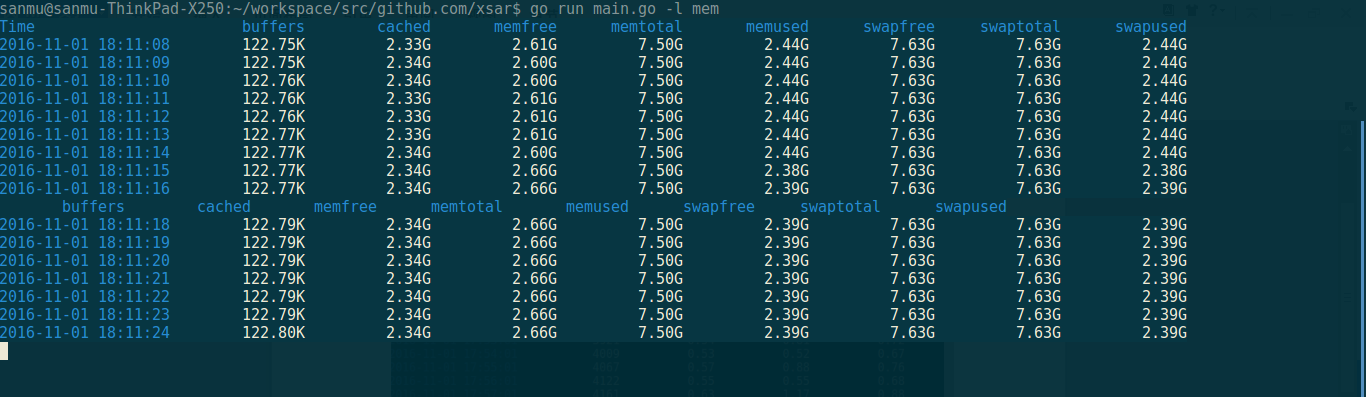 sanmu@sanmu-ThinkPad-X250:~/workspace/src/github.com/xsar$ go run main.go -l mem
Time buffers cached memfree memtotal memused swapfree swaptotal swapused
2016-11-01 18:11:08 122.75K 2.33G 2.61G 7.50G 2.44G 7.63G 7.63G 2.44G
2016-11-01 18:11:09 122.75K 2.34G 2.60G 7.50G 2.44G 7.63G 7.63G 2.44G
2016-11-01 18:11:10 122.76K 2.34G 2.60G 7.50G 2.44G 7.63G 7.63G 2.44G
2016-11-01 18:11:11 122.76K 2.33G 2.61G 7.50G 2.44G 7.63G 7.63G 2.44G
2016-11-01 18:11:12 122.76K 2.33G 2.61G 7.50G 2.44G 7.63G 7.63G 2.44G
2016-11-01 18:11:13 122.77K 2.33G 2.61G 7.50G 2.44G 7.63G 7.63G 2.44G
2016-11-01 18:11:14 122.77K 2.34G 2.60G 7.50G 2.44G 7.63G 7.63G 2.44G
2016-11-01 18:11:15 122.77K 2.34G 2.66G 7.50G 2.38G 7.63G 7.63G 2.38G
2016-11-01 18:11:16 122.77K 2.34G 2.66G 7.50G 2.39G 7.63G 7.63G 2.39G
buffers cached memfree memtotal memused swapfree swaptotal swapused
2016-11-01 18:11:18 122.79K 2.34G 2.66G 7.50G 2.39G 7.63G 7.63G 2.39G
2016-11-01 18:11:19 122.79K 2.34G 2.66G 7.50G 2.39G 7.63G 7.63G 2.39G
2016-11-01 18:11:20 122.79K 2.34G 2.66G 7.50G 2.39G 7.63G 7.63G 2.39G
2016-11-01 18:11:21 122.79K 2.34G 2.66G 7.50G 2.39G 7.63G 7.63G 2.39G
2016-11-01 18:11:22 122.79K 2.34G 2.66G 7.50G 2.39G 7.63G 7.63G 2.39G
2016-11-01 18:11:23 122.79K 2.34G 2.66G 7.50G 2.39G 7.63G 7.63G 2.39G
2016-11-01 18:11:24 122.80K 2.34G 2.66G 7.50G 2.39G 7.63G 7.63G 2.39G